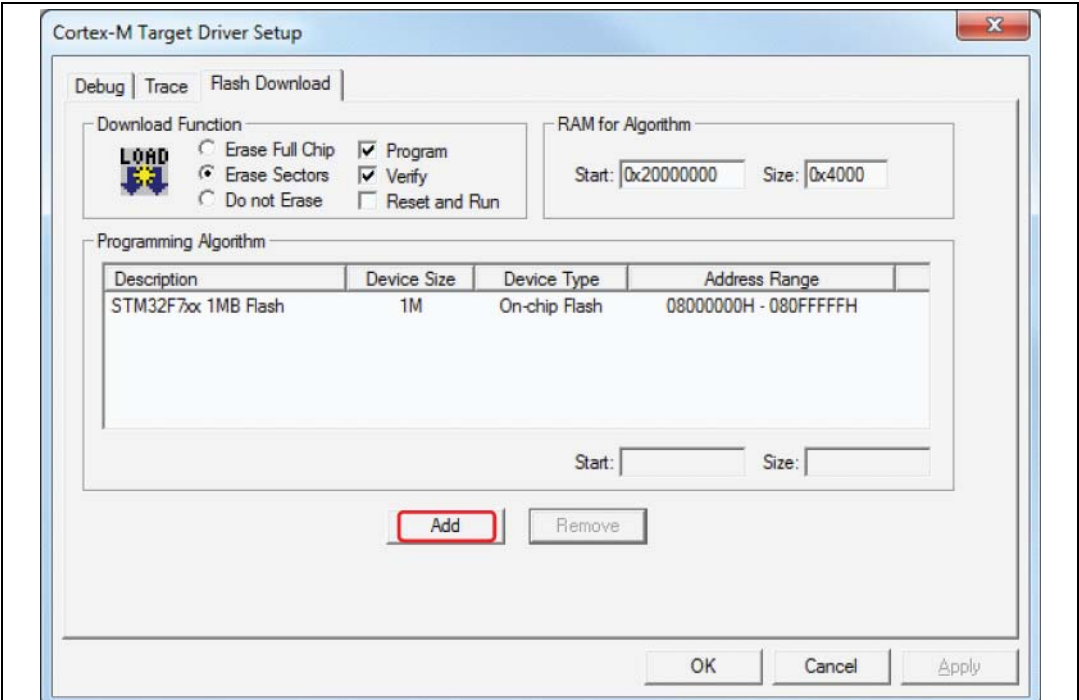 Cortex-M Target Driver Setup
Debug Trace Flash Download
Download Function
LOAD
Erase Full Chip
Erase Sectors
Do not Erase
Program
Verify
Reset and Run
RAM for Algorithm
Start: 0x20000000 Size: 0x4000
Programming Algorithm
Description Device Size Device Type Address Range
STM32F7xx 1MB Flash 1M On-chip Flash 08000000H - 080FFFFFH
Start: Size:
Add Remove
OK Cancel Apply